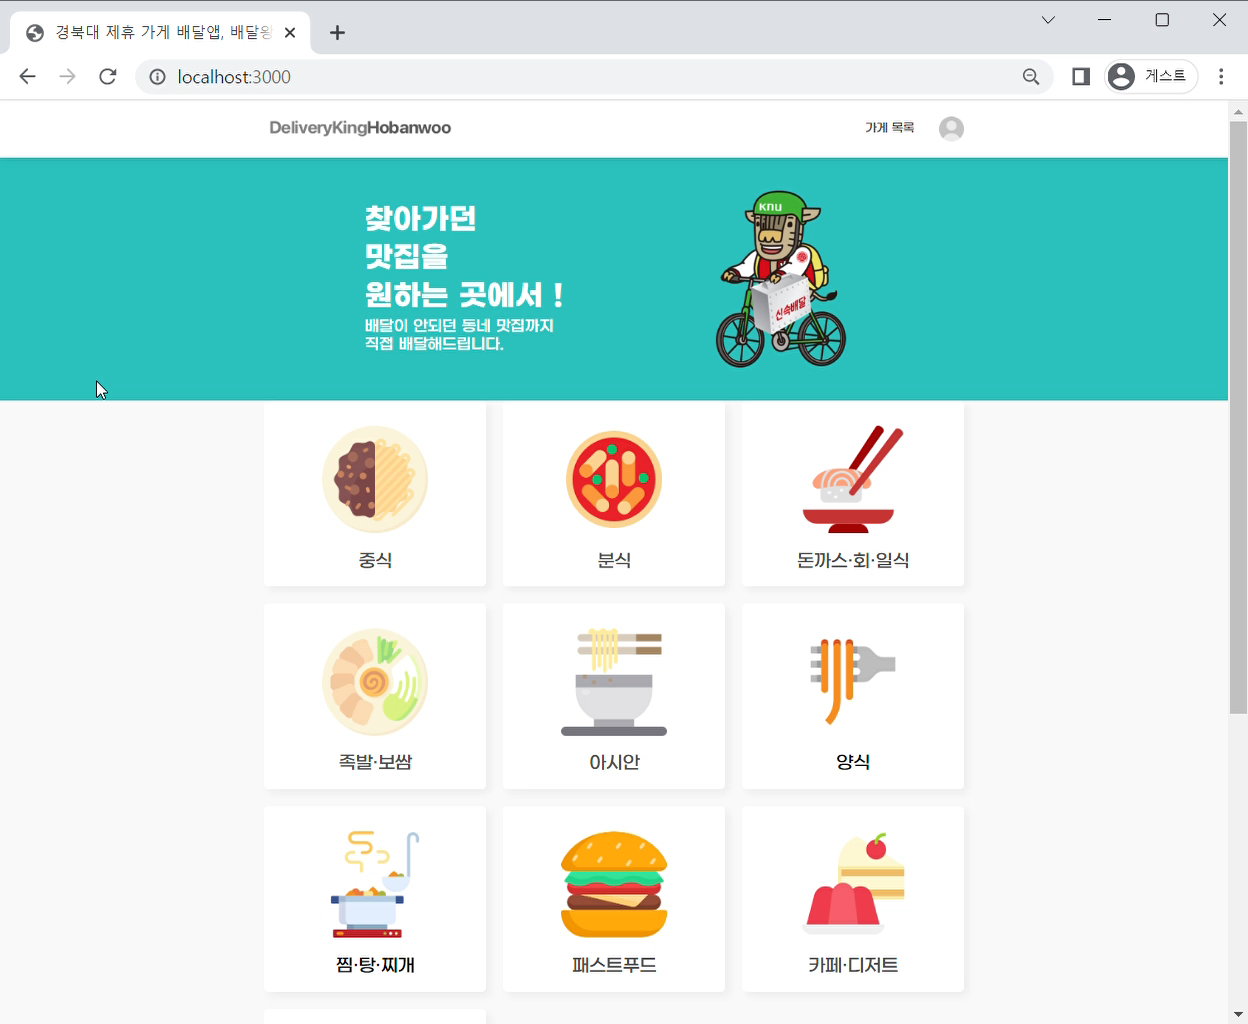 경북대 제휴 가게 배달앱, 배달왕
localhost:3000
게스트
DeliveryKingHobanwoo
가게 목록
찾아가던
맛집을
원하는 곳에서 !
배달이 안되던 동네 맛집까지
직접 배달해드립니다.
KNU
신속배달
중식
분식
돈까스·회·일식
족발·보쌈
아시안
양식
찜·탕·찌개
패스트푸드
카페·디저트